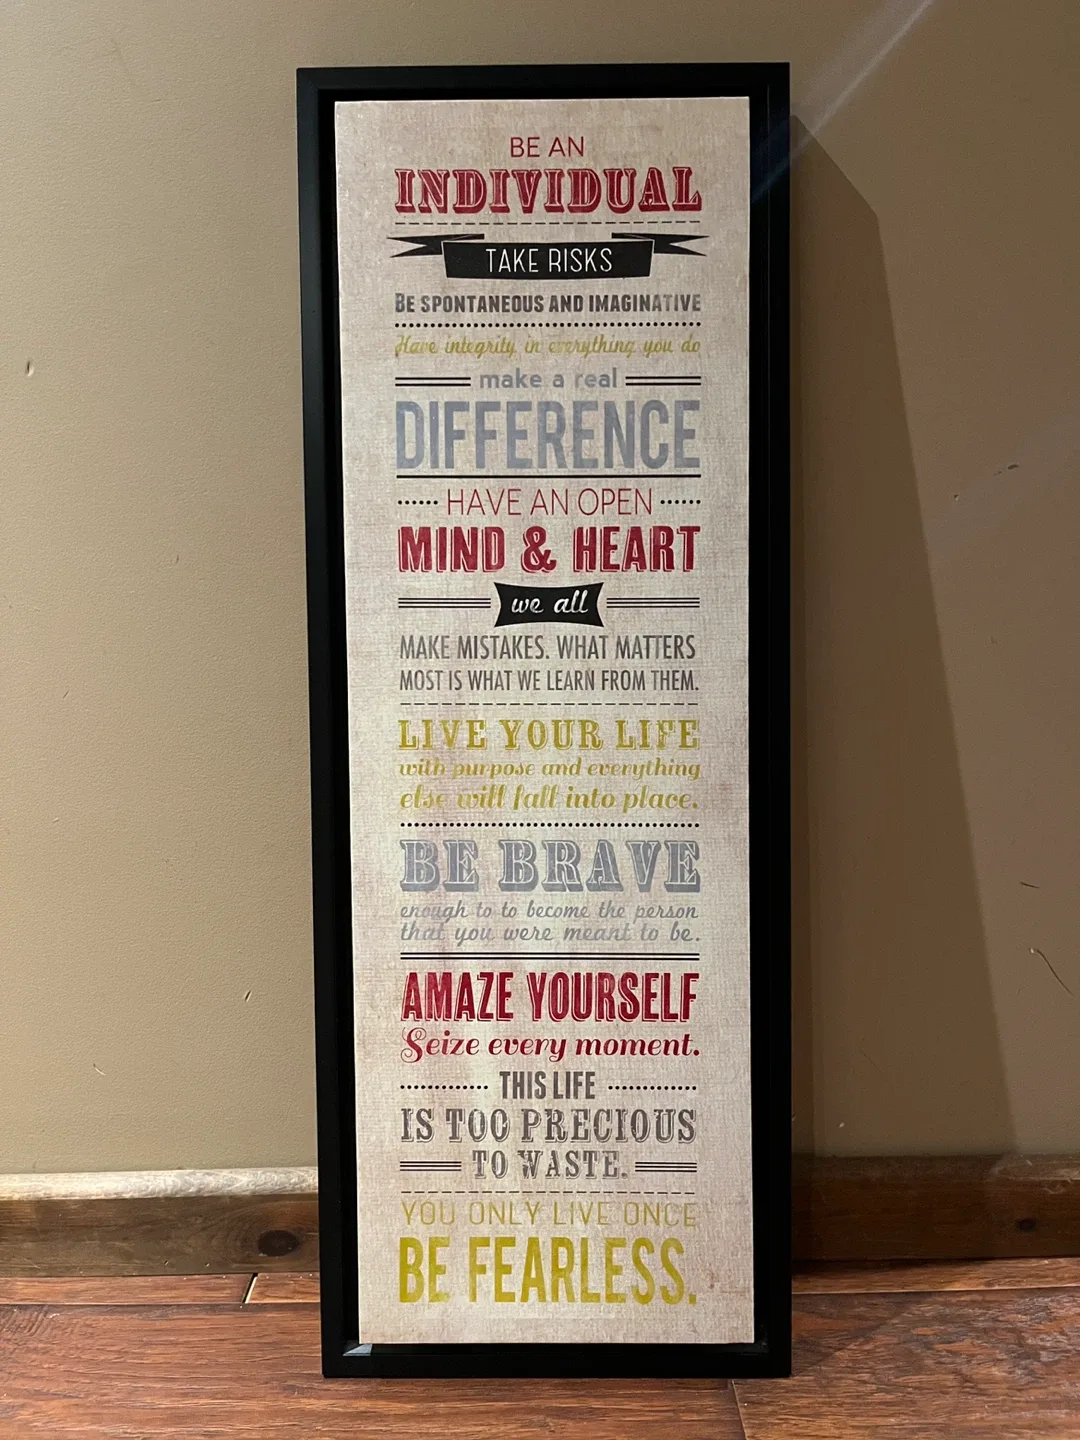 BE AN
INDIVIDUAL
TAKE RISKS
BE SPONTANEOUS AND IMAGINATIVE
Have integrity in everything you do
make a real
DIFFERENCE
HAVE AN OPEN
MIND & HEART
we all
MAKE MISTAKES. WHAT MATTERS
MOST IS WHAT WE LEARN FROM THEM.
LIVE YOUR LIFE
with purpose and everything
else will fall into place.
BE BRAVE
enough to to become the person
that you were meant to be.
AMAZE YOURSELF
Seize every moment.
THIS LIFE
IS TOO PRECIOUS
TO WASTE.
YOU ONLY LIVE ONCE
BE FEARLESS.